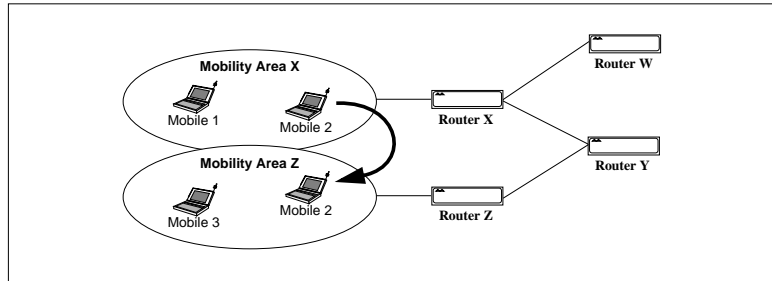 Mobility Area X
Mobile 1
Mobile 2
Router W
Router X
Mobility Area Z
Mobile 3
Mobile 2
Router Y
Router Z